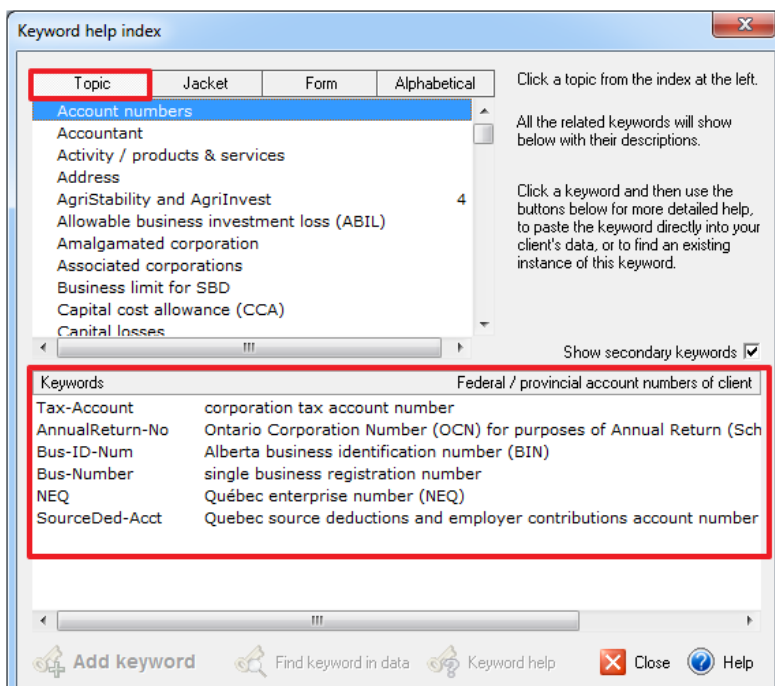 Keyword help index
Topic Jacket Form Alphabetical
Account numbers
Accountant
Activity / products & services
Address
AgriStability and AgriInvest 4
Allowable business investment loss (ABIL)
Amalgamated corporation
Associated corporations
Business limit for SBD
Capital cost allowance (CCA)
Capital losses
Click a topic from the index at the left.
All the related keywords will show
below with their descriptions.
Click a keyword and then use the
buttons below for more detailed help,
to paste the keyword directly into your
client's data, or to find an existing
instance of this keyword.
Show secondary keywords
Keywords Federal / provincial account numbers of client
Tax-Account corporation tax account number
AnnualReturn-No Ontario Corporation Number (OCN) for purposes of Annual Return (Sch
Bus-ID-Num Alberta business identification number (BIN)
Bus-Number single business registration number
NEQ Québec enterprise number (NEQ)
SourceDed-Acct Quebec source deductions and employer contributions account number
Add keyword Find keyword in data Keyword help Close Help